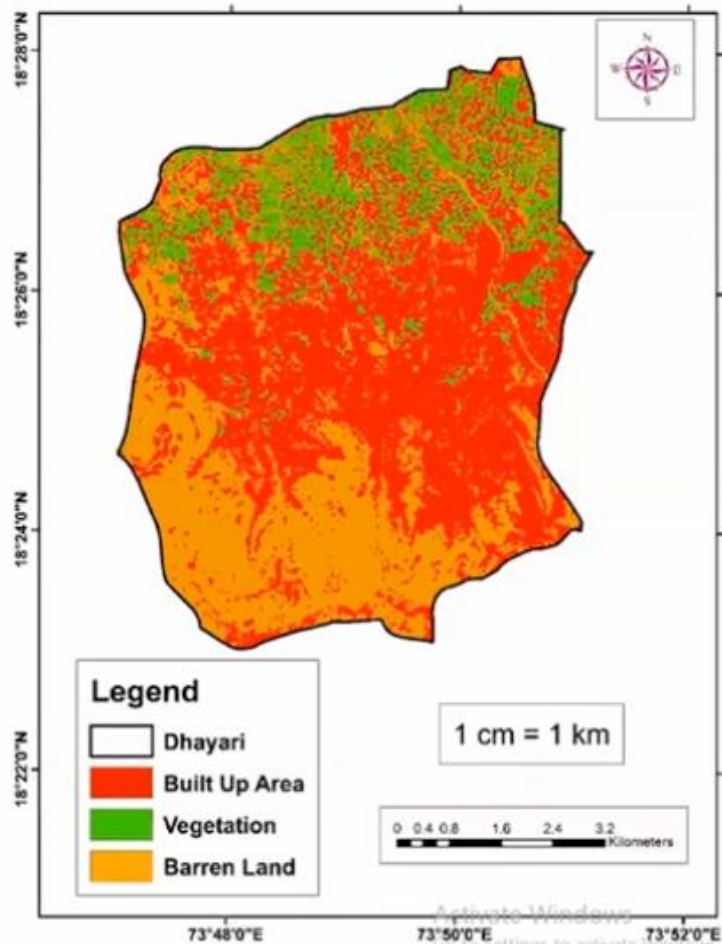 18°28'0"N
N
W
S
18°26'0"N
18°24'0"N
Legend
Dhayari
Built Up Area
Vegetation
Barren Land
1 cm = 1 km
18°22'0"N
0 0.4 0.8 1.6 2.4 3.2
Kilometers
Activate Windows
73°48'0"E 73°50'0"E 73°52'0"E